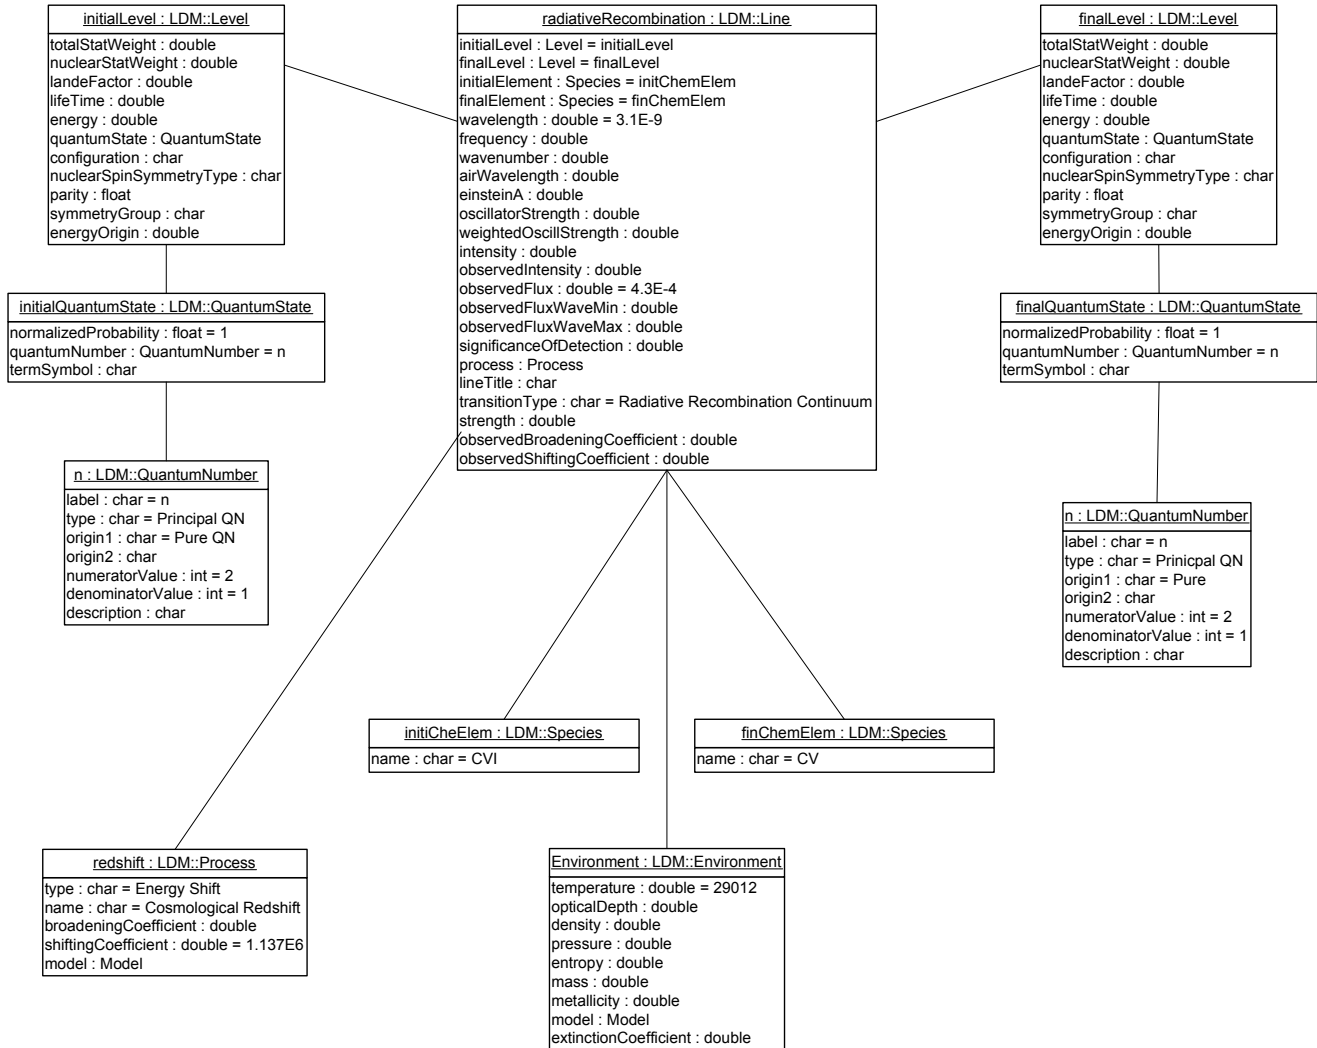 initialLevel : LDM::Level
totalStatWeight : double
nuclearStatWeight : double
landeFactor : double
lifeTime : double
energy : double
quantumState : QuantumState
configuration : char
nuclearSpinSymmetryType : char
parity : float
symmetryGroup : char
energyOrigin : double
radiativeRecombination : LDM::Line
initialLevel : Level = initialLevel
finalLevel : Level = finalLevel
initialElement : Species = initChemElem
finalElement : Species = finChemElem
wavelength : double = 3.1E-9
frequency : double
wavenumber : double
airWavelength : double
einsteinA : double
oscillatorStrength : double
weightedOscillStrength : double
intensity : double
observedIntensity : double
observedFlux : double = 4.3E-4
observedFluxWaveMin : double
observedFluxWaveMax : double
significanceOfDetection : double
process : Process
lineTitle : char
transitionType : char = Radiative Recombination Continuum
strength : double
observedBroadeningCoefficient : double
observedShiftingCoefficient : double
finalLevel : LDM::Level
totalStatWeight : double
nuclearStatWeight : double
landeFactor : double
lifeTime : double
energy : double
quantumState : QuantumState
configuration : char
nuclearSpinSymmetryType : char
parity : float
symmetryGroup : char
energyOrigin : double
initialQuantumState : LDM::QuantumState
normalizedProbability : float = 1
quantumNumber : QuantumNumber = n
termSymbol : char
finalQuantumState : LDM::QuantumState
normalizedProbability : float = 1
quantumNumber : QuantumNumber = n
termSymbol : char
n : LDM::QuantumNumber
label : char = n
type : char = Principal QN
origin1 : char = Pure QN
origin2 : char
numeratorValue : int = 2
denominatorValue : int = 1
description : char
n : LDM::QuantumNumber
label : char = n
type : char = Prinicpal QN
origin1 : char = Pure
origin2 : char
numeratorValue : int = 2
denominatorValue : int = 1
description : char
initiCheElem : LDM::Species
name : char = CVI
finChemElem : LDM::Species
name : char = CV
redshift : LDM::Process
type : char = Energy Shift
name : char = Cosmological Redshift
broadeningCoefficient : double
shiftingCoefficient : double = 1.137E6
model : Model
Environment : LDM::Environment
temperature : double = 29012
opticalDepth : double
density : double
pressure : double
entropy : double
mass : double
metallicity : double
model : Model
extinctionCoefficient : double